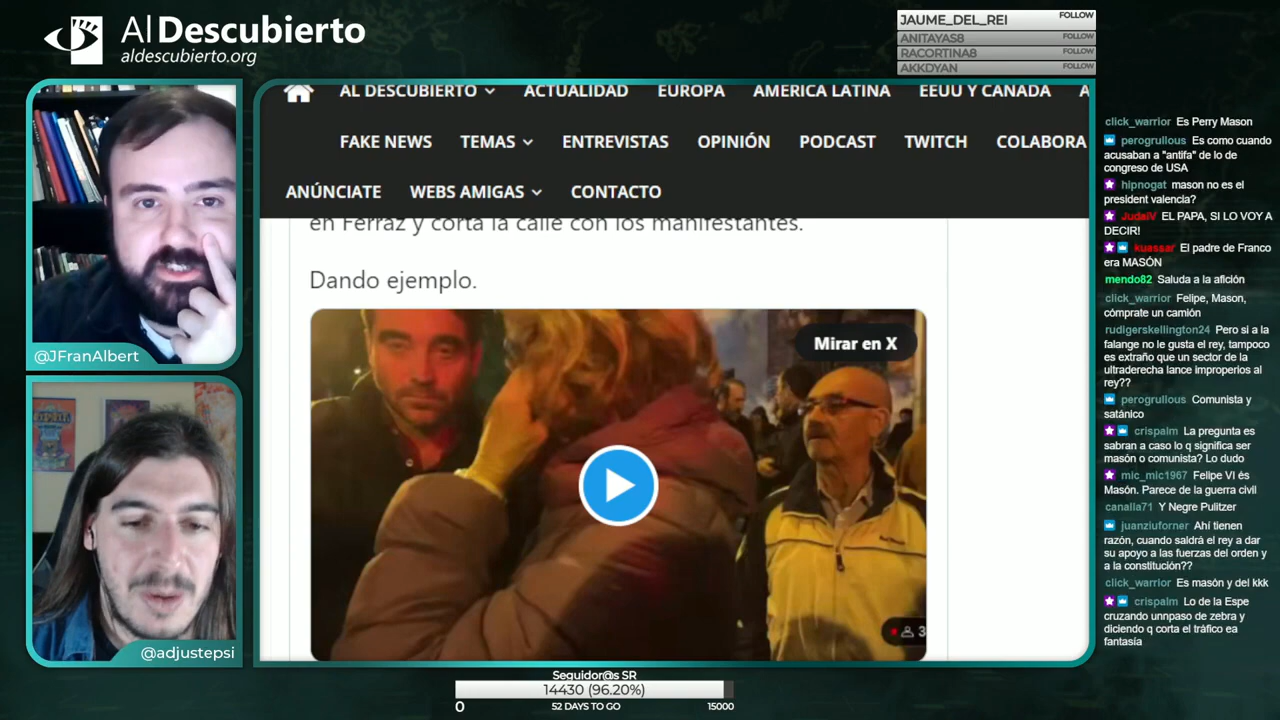 Al Descubierto
aldescubierto.org
JAUME_DEL_REI FOLLOW
ANITAYAS8 FOLLOW
RACORTINA8 FOLLOW
AKKDYAN FOLLOW
AL DESCUBIERTO ACTUALIDAD EUROPA AMÉRICA LATINA EEUU Y CANADÁ A
FAKE NEWS TEMAS ENTREVISTAS OPINIÓN PODCAST TWITCH COLABORA
ANÚNCIATE WEBS AMIGAS CONTACTO
en Ferraz y corta la calle con los manifestantes.
Dando ejemplo.
Mirar en X
3
@JFranAlbert
@adjustepsi
click_warrior Es Perry Mason
perogrullous Es como cuando
acusaban a "antifa" de lo de
congreso de USA
hipnogat mason no es el
president valencia?
JudaIV EL PAPA, SI LO VOY A
DECIR!
kuassar El padre de Franco
era MASÓN
mendo82 Saluda a la afición
click_warrior Felipe, Mason,
cómprate un camión
rudigerskellington24 Pero si a la
falange no le gusta el rey, tampoco
es extraño que un sector de la
ultraderecha lance improperios al
rey??
perogrullous Comunista y
satánico
crispalm La pregunta es
sabran a caso lo q significa ser
masón o comunista? Lo dudo
mic_mic1967 Felipe VI és
Masón. Parece de la guerra civil
canalla71 Y Negre Pulitzer
juanziuforner Ahí tienen
razón, cuando saldrá el rey a dar
su apoyo a las fuerzas del orden y
a la constitución??
click_warrior Es masón y del kkk
crispalm Lo de la Espe
cruzando unnpaso de zebra y
diciendo q corta el tráfico ea
fantasía
Seguidor@s SR
14430 (96.20%)
0 52 DAYS TO GO 15000